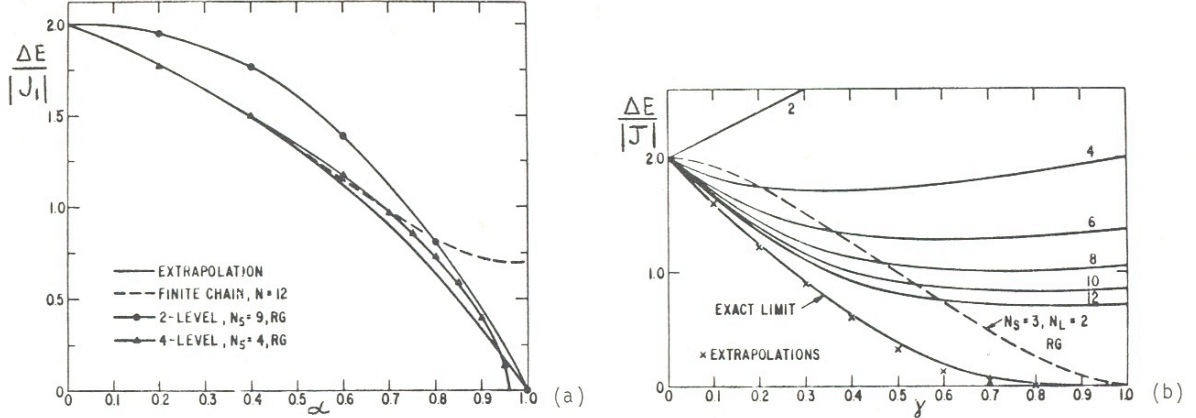 2.0
ΔE
|J₁|
1.5
1.0
0.5
0
EXTRAPOLATION
FINITE CHAIN, N=12
2-LEVEL, Nₛ=9, RG
4-LEVEL, Nₛ=4, RG
0 0.1 0.2 0.3 0.4 0.5 0.6 0.7 0.8 0.9 1.0
α
(a)
ΔE
|J|
2.0
1.0
0
2
4
6
8
10
12
EXACT LIMIT
Nₛ=3, N_L=2
RG
× EXTRAPOLATIONS
0 0.1 0.2 0.3 0.4 0.5 0.6 0.7 0.8 0.9 1.0
γ
(b)